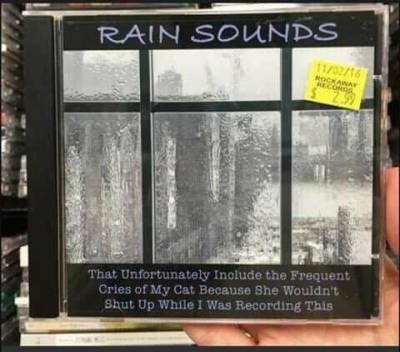 RAIN SOUNDS
11/02/16
ROCKAWAY
RECORDS
$ 2.99
That Unfortunately Include the Frequent
Cries of My Cat Because She Wouldn't
Shut Up While I Was Recording This